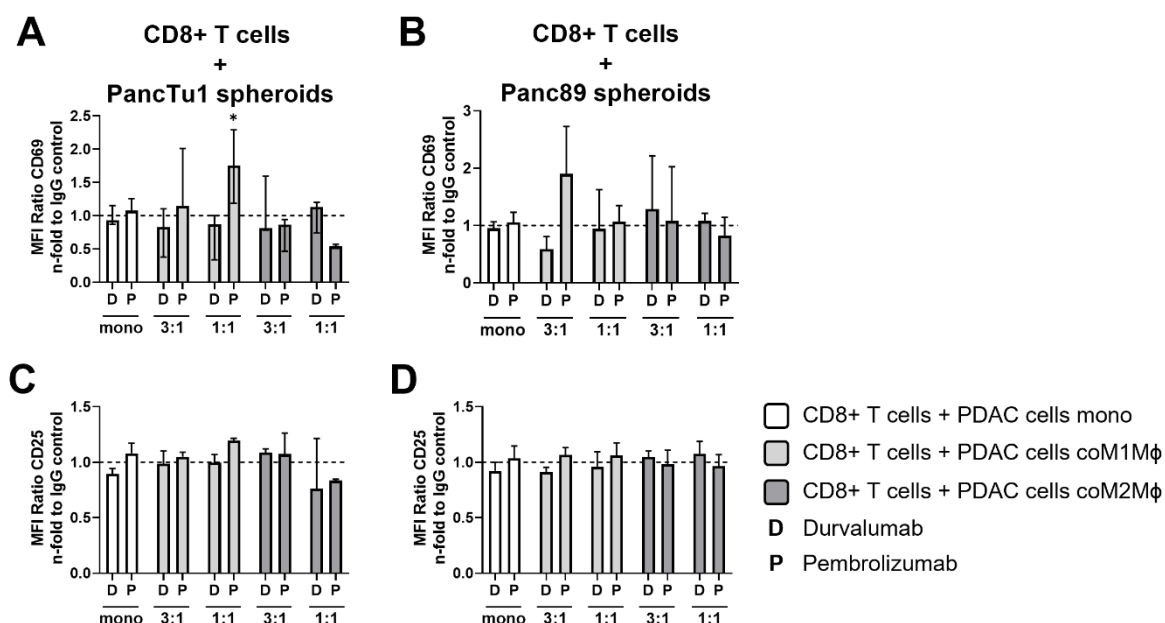 A
CD8+ T cells
+
PancTu1 spheroids
MFI Ratio CD69
n-fold to IgG control
2.5
2.0
1.5
1.0
0.5
0.0
*
D P D P D P D P D P
mono 3:1 1:1 3:1 1:1
B
CD8+ T cells
+
Panc89 spheroids
MFI Ratio CD69
n-fold to IgG control
3
2
1
0
D P D P D P D P D P
mono 3:1 1:1 3:1 1:1
C
MFI Ratio CD25
n-fold to IgG control
1.5
1.0
0.5
0.0
D P D P D P D P D P
mono 3:1 1:1 3:1 1:1
D
MFI Ratio CD25
n-fold to IgG control
1.5
1.0
0.5
0.0
D P D P D P D P D P
mono 3:1 1:1 3:1 1:1
CD8+ T cells + PDAC cells mono
CD8+ T cells + PDAC cells coM1Mϕ
CD8+ T cells + PDAC cells coM2Mϕ
D Durvalumab
P Pembrolizumab